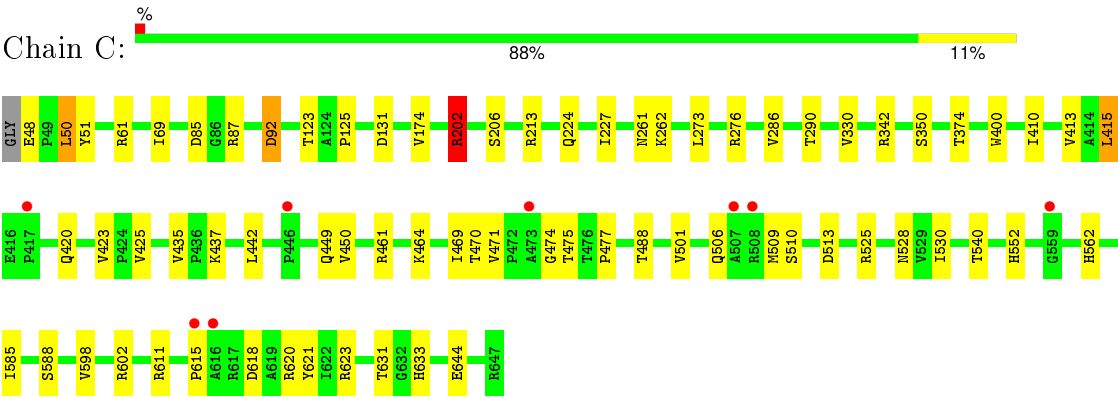 %
Chain C:
88% 11%
GLY E48 P49 L50 Y51 R61 I69 D85 G86 R87 D92 T123 A124 P125 D131 V174 R202 S206 R213 Q224 I227 N261 K262 L273 R276 V286 T290 V330 R342 S350 T374 W400 I410 V413 A414 L415
E416 P417 Q420 V423 P424 V425 V435 P436 K437 L442 P446 Q449 V450 R461 K464 I469 T470 V471 P472 A473 G474 T475 T476 P477 T488 V501 Q506 A507 R508 M509 S510 D513 R525 N528 V529 I530 T540 H552 G559 H562
I585 S588 V598 R602 R611 P615 A616 R617 D618 A619 R620 Y621 I622 R623 T631 G632 H633 E644 R647